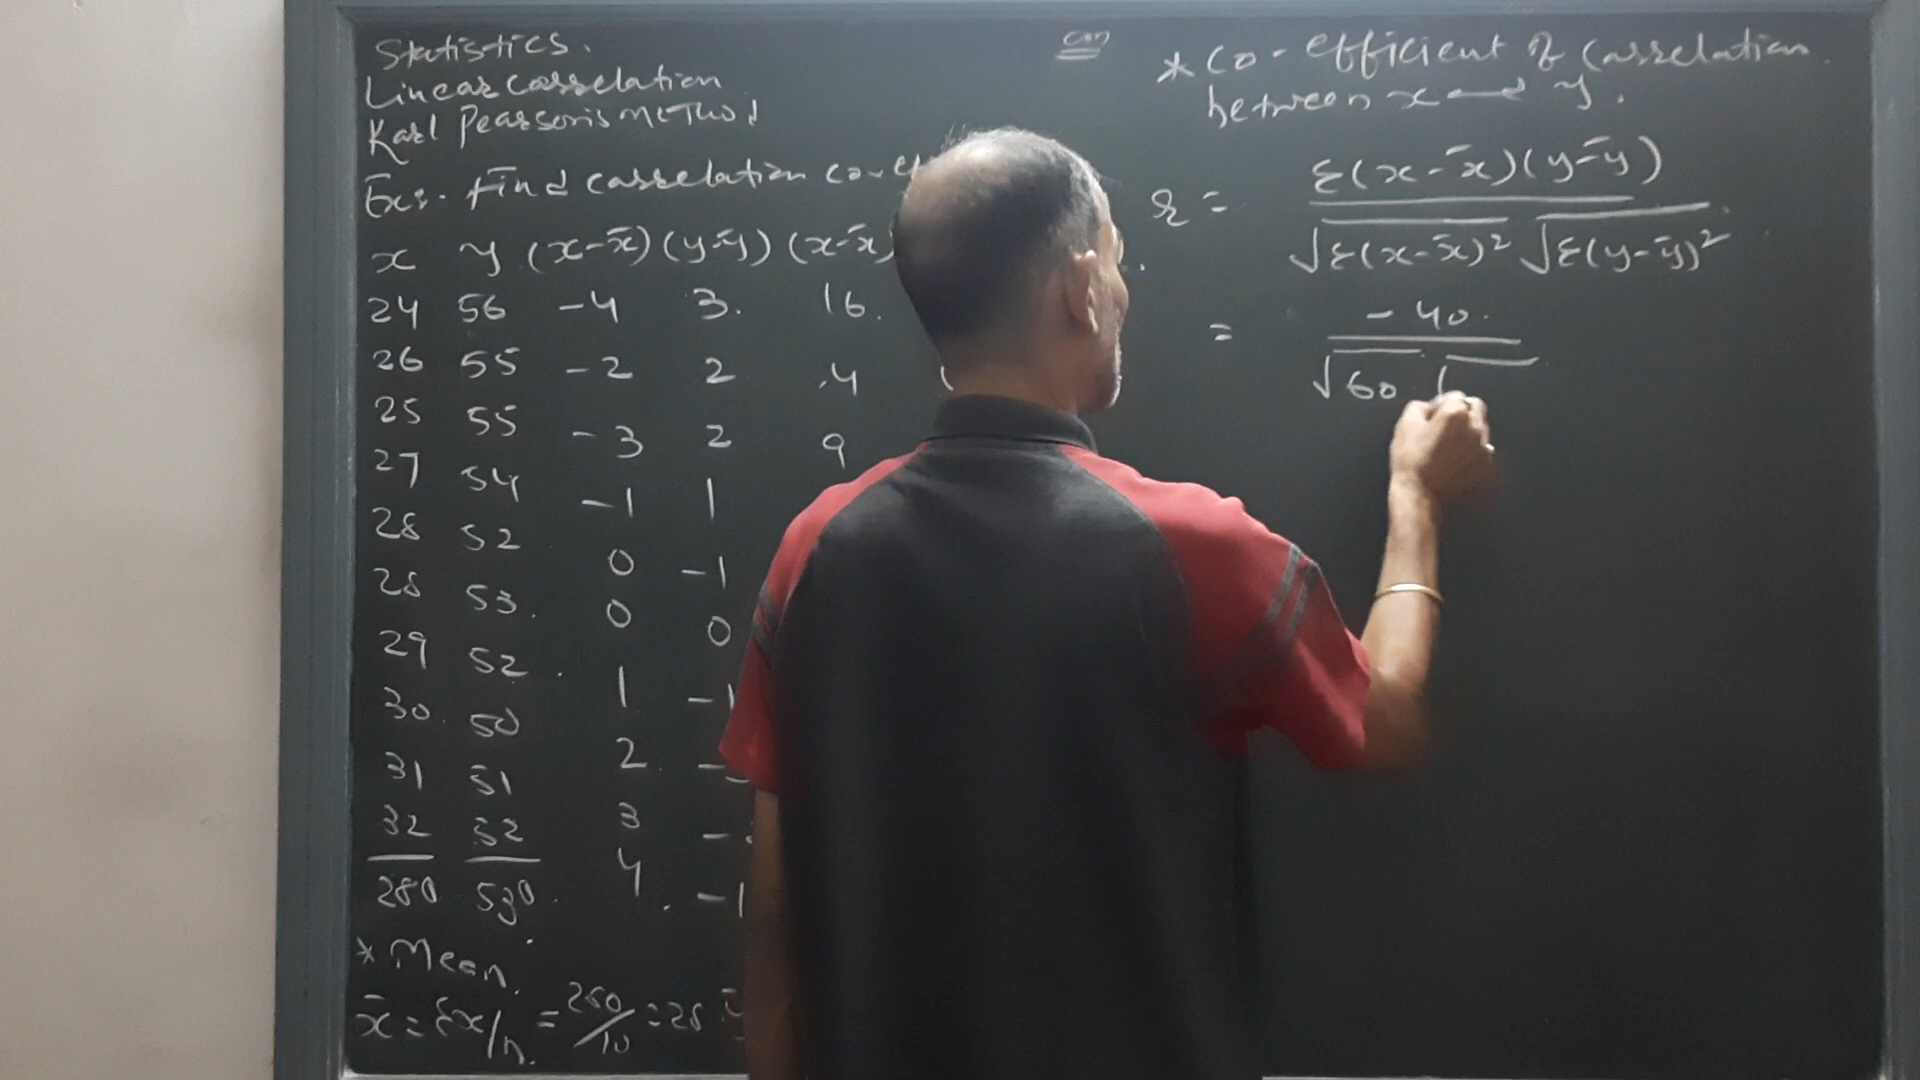 Statistics.
Linear Correlation
Karl Pearson's Method
Ex:. Find correlation
x y (x-x̄) (y-ȳ) (x-x̄)
24 56 -4 3. 16.
26 55 -2 2 4
25 55 -3 2 9
27 54 -1 1
28 52 0 -1
28 53. 0 0
29 52. 1 -1
30. 50 2.
31 51 3
32 52 4. -1
280. 530.
* Mean.
x̄ = Σx/n. = 280/10 = 28
* Co-efficient of Correlation
between x and y.
r = Σ(x-x̄)(y-ȳ) / √Σ(x-x̄)² √Σ(y-ȳ)²
= -40. / √60 √